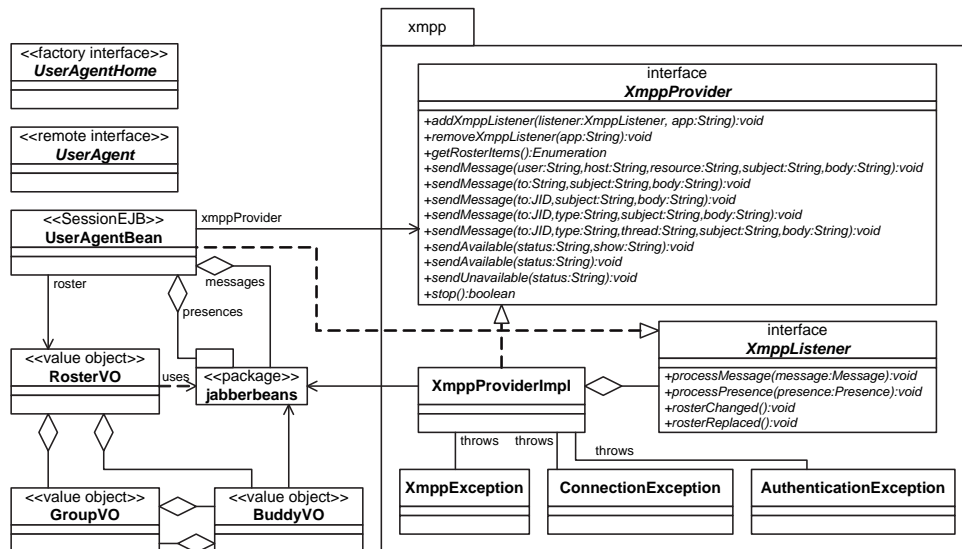 xmpp
<<factory interface>>
UserAgentHome
<<remote interface>>
UserAgent
<<SessionEJB>>
UserAgentBean
xmppProvider
messages
roster
presences
<<value object>>
RosterVO
uses
<<package>>
jabberbeans
<<value object>>
GroupVO
<<value object>>
BuddyVO
interface
XmppProvider
+addXmppListener(listener:XmppListener, app:String):void
+removeXmppListener(app:String):void
+getRosterItems():Enumeration
+sendMessage(user:String,host:String,resource:String,subject:String,body:String):void
+sendMessage(to:String,subject:String,body:String):void
+sendMessage(to:JID,subject:String,body:String):void
+sendMessage(to:JID,type:String,subject:String,body:String):void
+sendMessage(to:JID,type:String,thread:String,subject:String,body:String):void
+sendAvailable(status:String,show:String):void
+sendAvailable(status:String):void
+sendUnavailable(status:String):void
+stop():boolean
interface
XmppListener
+processMessage(message:Message):void
+processPresence(presence:Presence):void
+rosterChanged():void
+rosterReplaced():void
XmppProviderImpl
throws
throws
throws
XmppException
ConnectionException
AuthenticationException